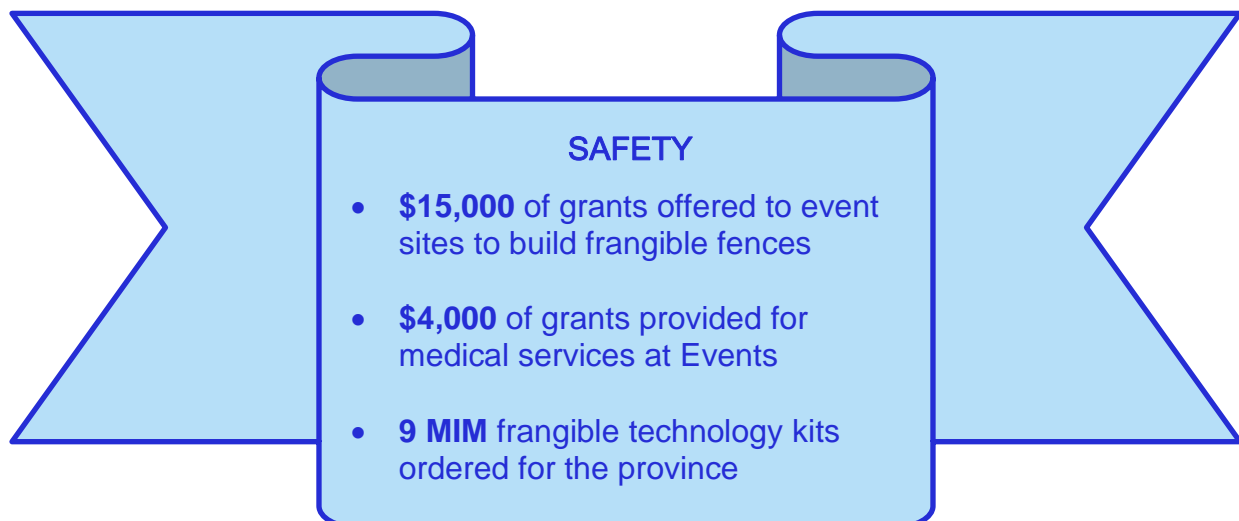 SAFETY
• $15,000 of grants offered to event
sites to build frangible fences
• $4,000 of grants provided for
medical services at Events
• 9 MIM frangible technology kits
ordered for the province